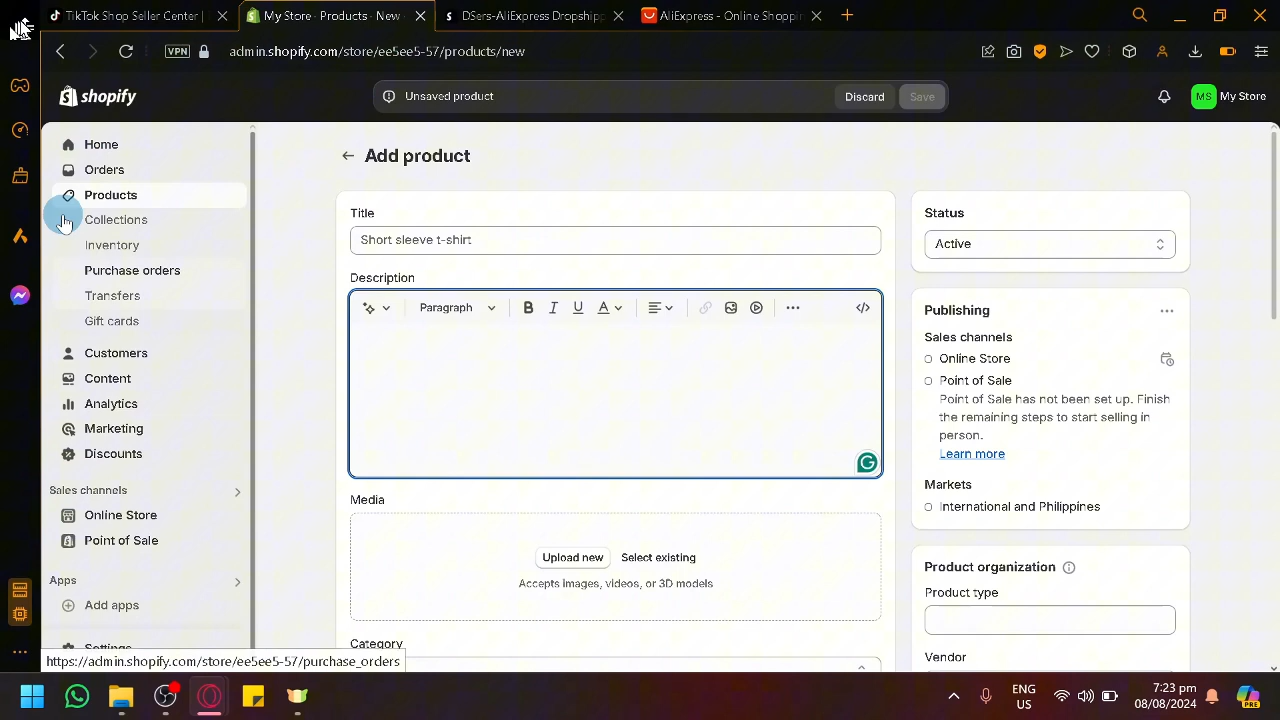 TikTok Shop Seller Center
My Store - Products - New
DSers-AliExpress Dropship
AliExpress - Online Shoppin
VPN
admin.shopify.com/store/ee5ee5-57/products/new
shopify
Unsaved product
Discard
Save
MS
My Store
Home
Orders
Products
Collections
Inventory
Purchase orders
Transfers
Gift cards
Customers
Content
Analytics
Marketing
Discounts
Sales channels
Online Store
Point of Sale
Apps
Add apps
Settings
https://admin.shopify.com/store/ee5ee5-57/purchase_orders
Add product
Title
Short sleeve t-shirt
Description
Paragraph
B I U A
Media
Upload new
Select existing
Accepts images, videos, or 3D models
Category
Status
Active
Publishing
Sales channels
Online Store
Point of Sale
Point of Sale has not been set up. Finish
the remaining steps to start selling in
person.
Learn more
Markets
International and Philippines
Product organization
Product type
Vendor
ENG
US
7:23 pm
08/08/2024
PRE